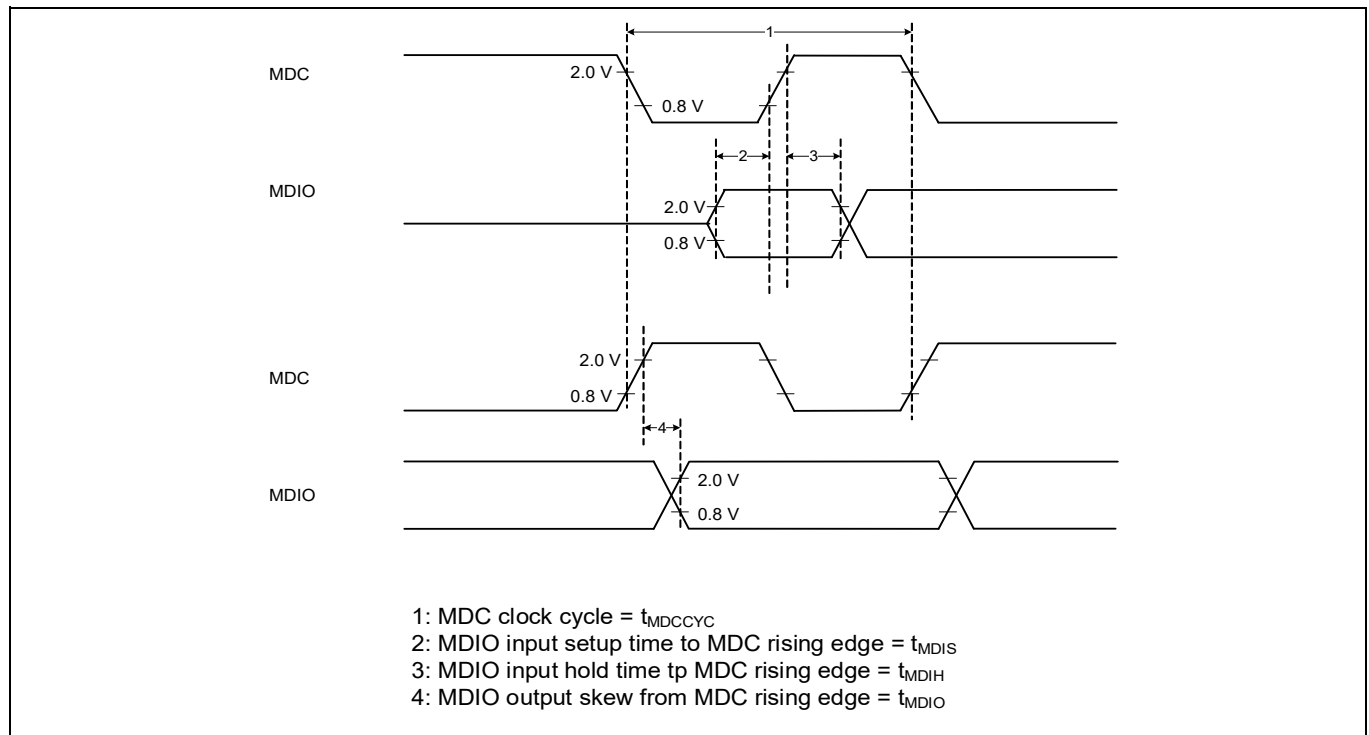 1
MDC
2.0 V
0.8 V
2
3
MDIO
2.0 V
0.8 V
2.0 V
MDC
0.8 V
4
2.0 V
MDIO
0.8 V
1: MDC clock cycle = tMDCCYC
2: MDIO input setup time to MDC rising edge = tMDIS
3: MDIO input hold time tp MDC rising edge = tMDIH
4: MDIO output skew from MDC rising edge = tMDIO